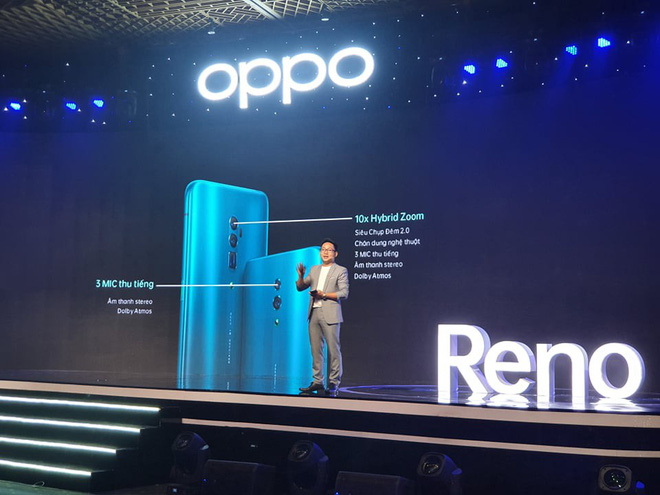 oppo
10x Hybrid Zoom
Siêu Chụp Đêm 2.0
Chân dung nghệ thuật
3 MIC thu tiếng
Âm thanh stereo
Dolby Atmos
3 MIC thu tiếng
Âm thanh stereo
Dolby Atmos
Reno